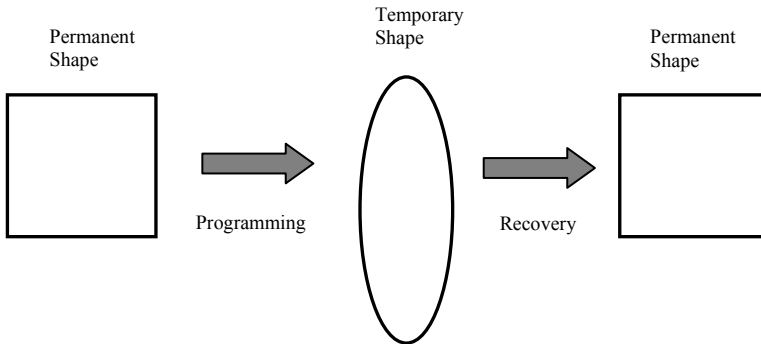 Permanent
Shape
Temporary
Shape
Permanent
Shape
Programming
Recovery